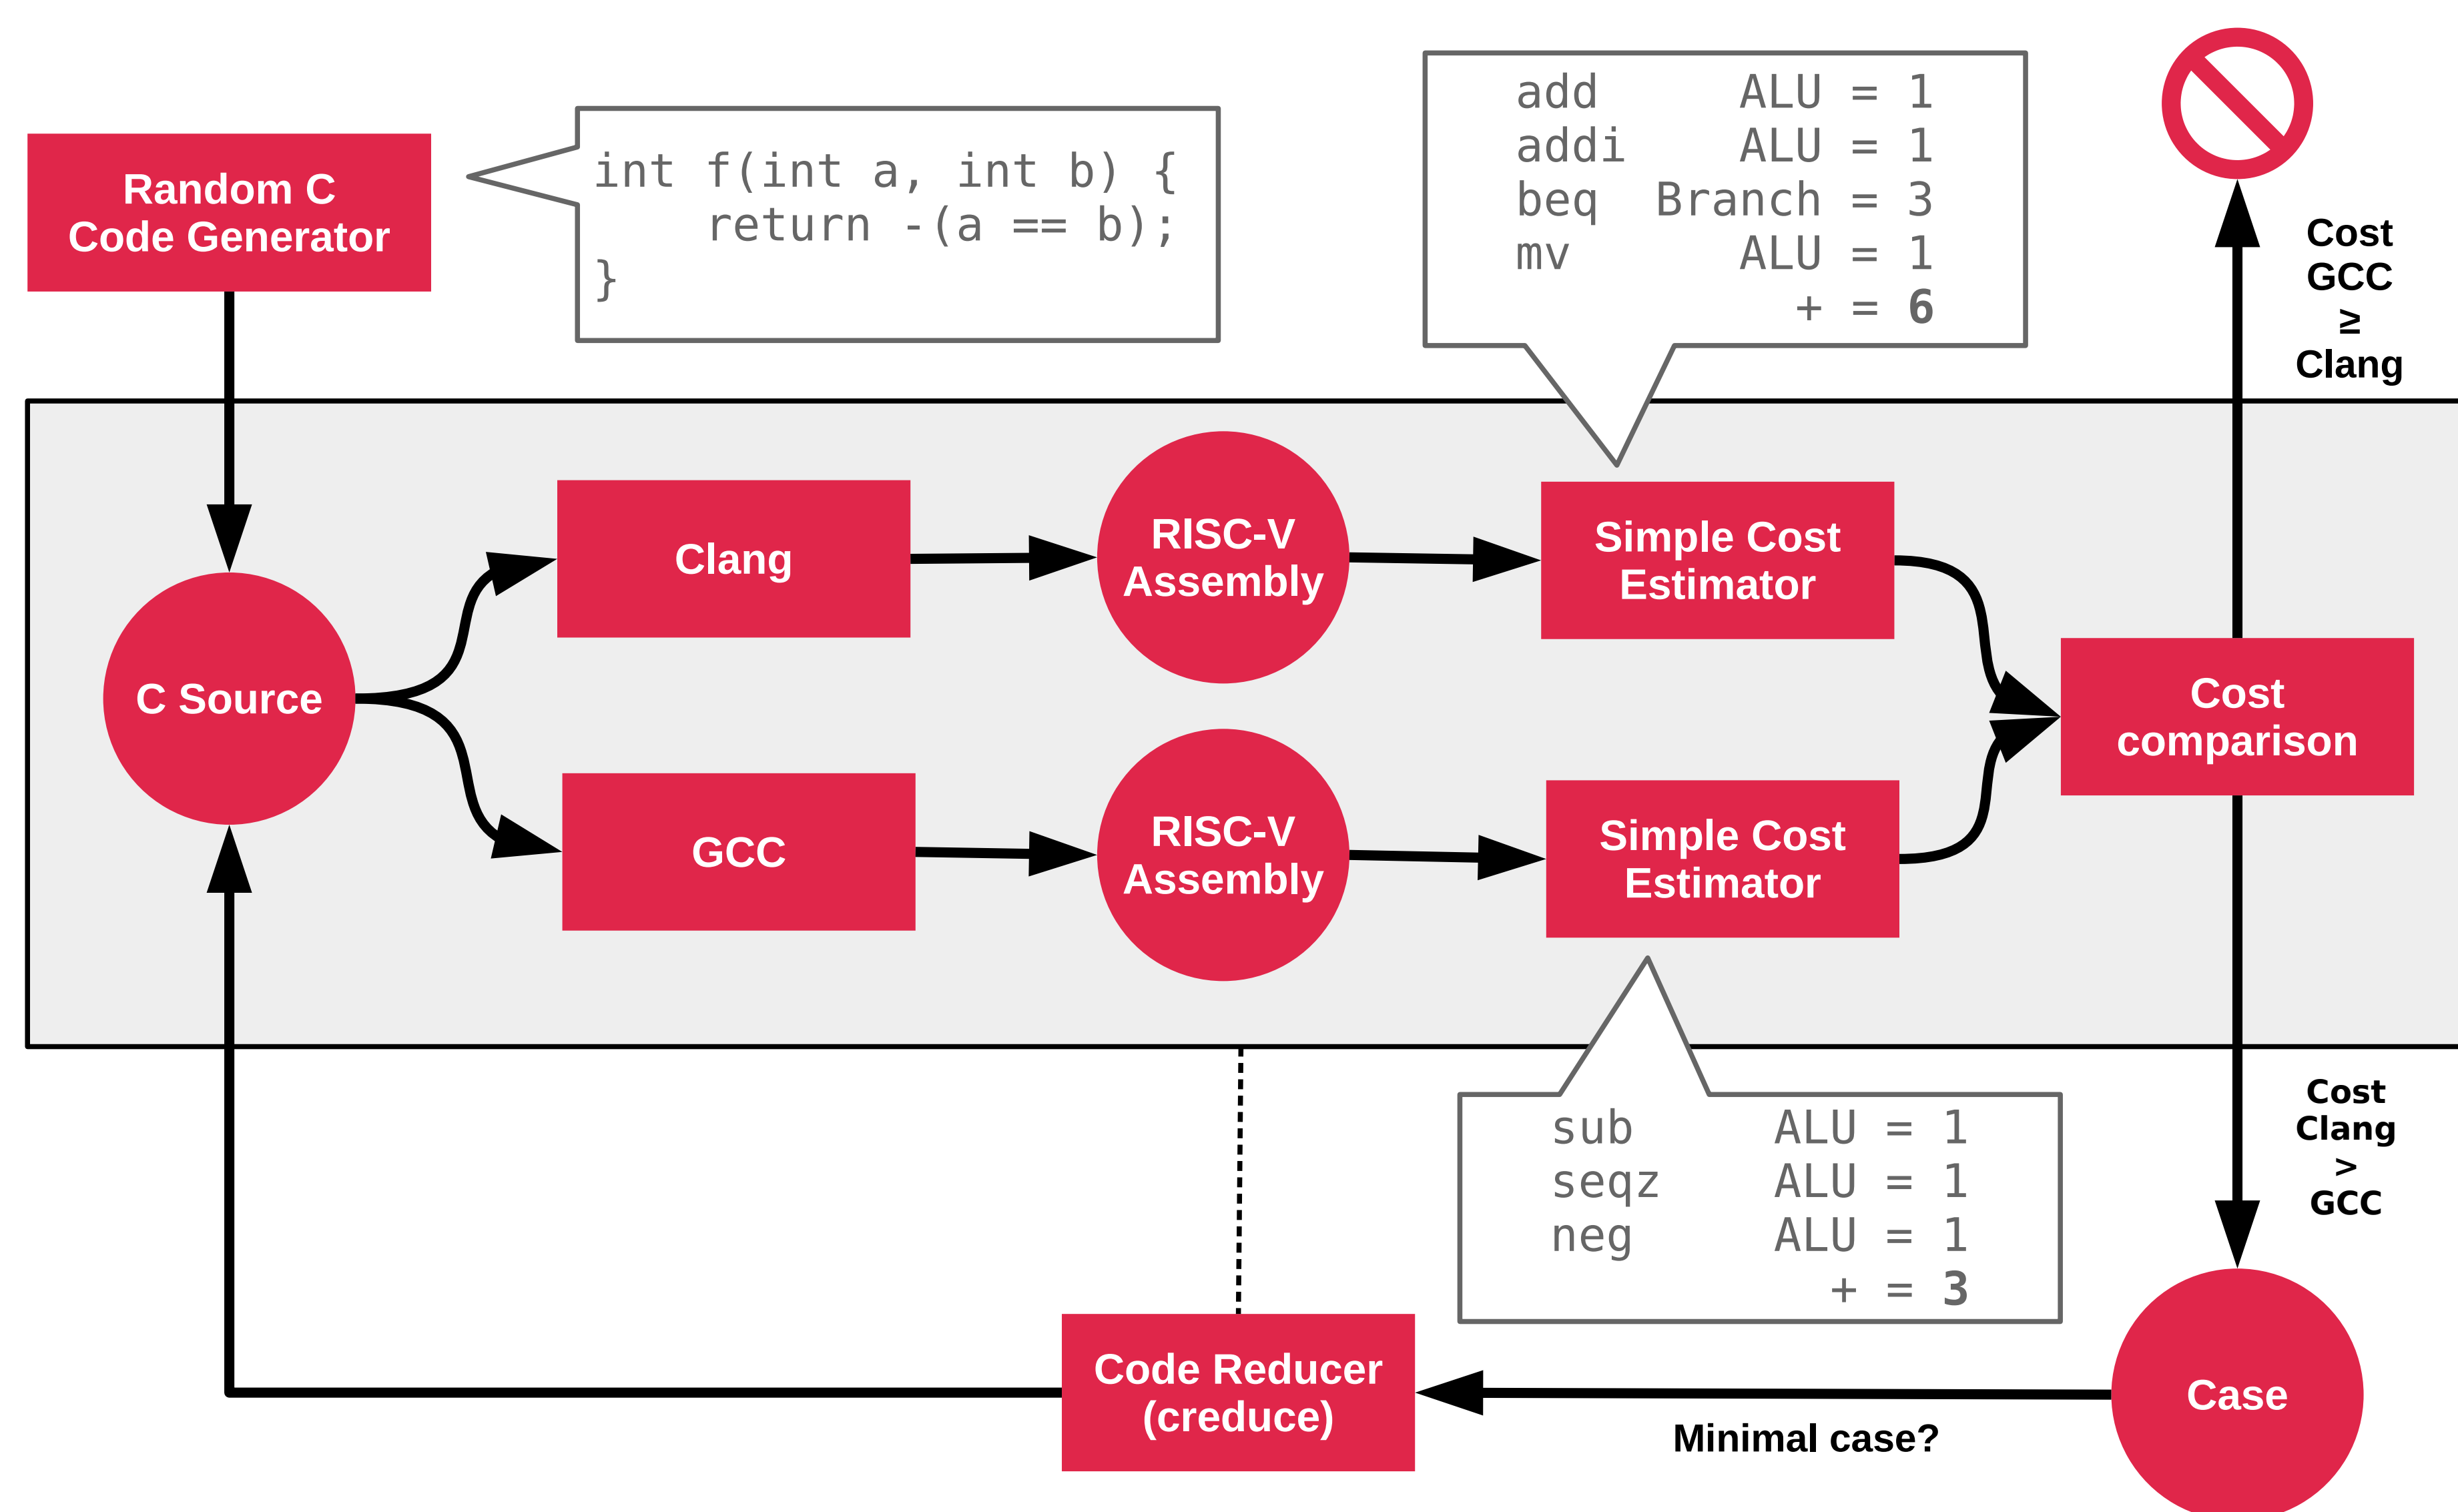 Random C
Code Generator
int f(int a, int b) {
    return -(a == b);
}
add     ALU = 1
addi    ALU = 1
beq  Branch = 3
mv      ALU = 1
          + = 6
Cost
GCC
≥
Clang
C Source
Clang
RISC-V
Assembly
Simple Cost
Estimator
GCC
RISC-V
Assembly
Simple Cost
Estimator
Cost
comparison
sub     ALU = 1
seqz    ALU = 1
neg     ALU = 1
          + = 3
Cost
Clang
>
GCC
Code Reducer
(creduce)
Minimal case?
Case